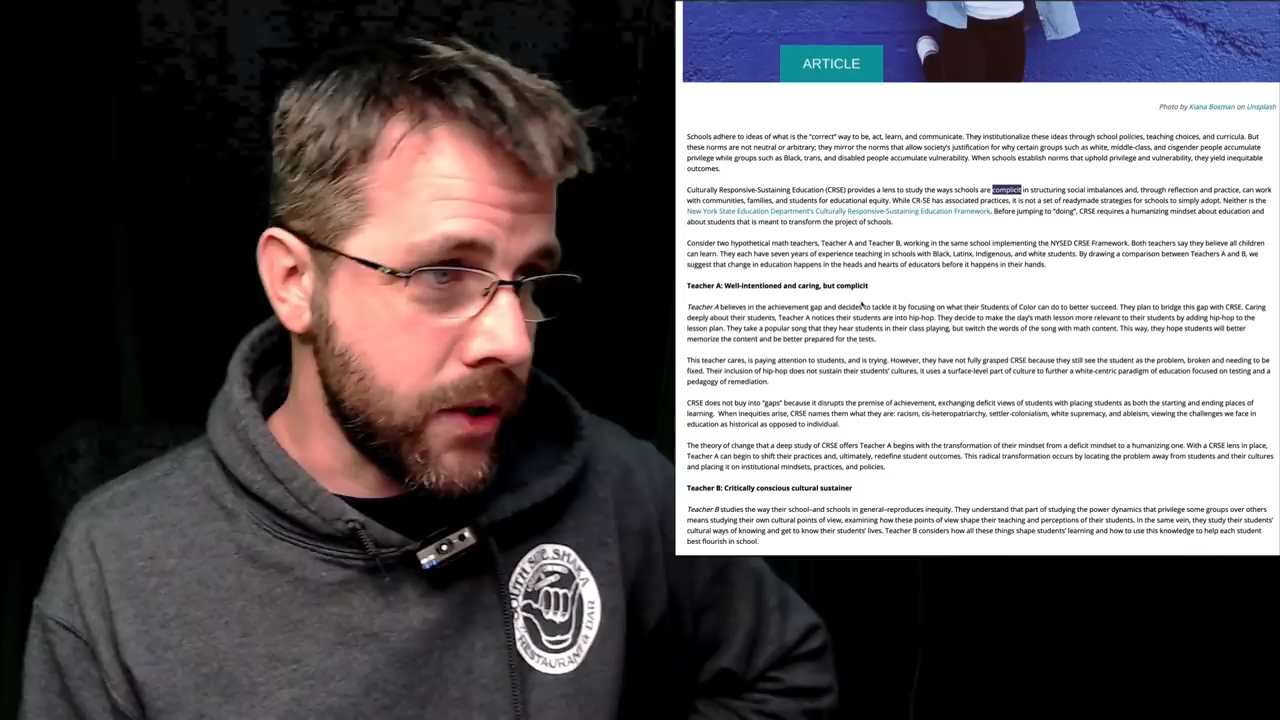 ARTICLE
Photo by Kiana Bosman on Unsplash
Schools adhere to ideas of what is the "correct" way to be, act, learn, and communicate. They institutionalize these ideas through school policies, teaching choices, and curricula. But
these norms are not neutral or arbitrary; they mirror the norms that allow society's justification for why certain groups such as white, middle-class, and cisgender people accumulate
privilege while groups such as Black, trans, and disabled people accumulate vulnerability. When schools establish norms that uphold privilege and vulnerability, they yield inequitable
outcomes.
Culturally Responsive-Sustaining Education (CRSE) provides a lens to study the ways schools are complicit in structuring social imbalances and, through reflection and practice, can work
with communities, families, and students for educational equity. While CR-SE has associated practices, it is not a set of readymade strategies for schools to simply adopt. Neither is the
New York State Education Department's Culturally Responsive-Sustaining Education Framework. Before jumping to "doing", CRSE requires a humanizing mindset about education and
about students that is meant to transform the project of schools.
Consider two hypothetical math teachers, Teacher A and Teacher B, working in the same school implementing the NYSED CRSE Framework. Both teachers say they believe all children
can learn. They each have seven years of experience teaching in schools with Black, Latinx, Indigenous, and white students. By drawing a comparison between Teachers A and B, we
suggest that change in education happens in the heads and hearts of educators before it happens in their hands.
Teacher A: Well-intentioned and caring, but complicit
Teacher A believes in the achievement gap and decides to tackle it by focusing on what their Students of Color can do to better succeed. They plan to bridge this gap with CRSE. Caring
deeply about their students, Teacher A notices their students are into hip-hop. They decide to make the day's math lesson more relevant to their students by adding hip-hop to the
lesson plan. They take a popular song that they hear students in their class playing, but switch the words of the song with math content. This way, they hope students will better
memorize the content and be better prepared for the tests.
This teacher cares, is paying attention to students, and is trying. However, they have not fully grasped CRSE because they still see the student as the problem, broken and needing to be
fixed. Their inclusion of hip-hop does not sustain their students' cultures, it uses a surface-level part of culture to further a white-centric paradigm of education focused on testing and a
pedagogy of remediation.
CRSE does not buy into "gaps" because it disrupts the premise of achievement, exchanging deficit views of students with placing students as both the starting and ending places of
learning. When inequities arise, CRSE names them what they are: racism, cis-heteropatriarchy, settler-colonialism, white supremacy, and ableism, viewing the challenges we face in
education as historical as opposed to individual.
The theory of change that a deep study of CRSE offers Teacher A begins with the transformation of their mindset from a deficit mindset to a humanizing one. With a CRSE lens in place,
Teacher A can begin to shift their practices and, ultimately, redefine student outcomes. This radical transformation occurs by locating the problem away from students and their cultures
and placing it on institutional mindsets, practices, and policies.
Teacher B: Critically conscious cultural sustainer
Teacher B studies the way their school–and schools in general–reproduces inequity. They understand that part of studying the power dynamics that privilege some groups over others
means studying their own cultural points of view, examining how these points of view shape their teaching and perceptions of their students. In the same vein, they study their students'
cultural ways of knowing and get to know their students' lives. Teacher B considers how all these things shape students' learning and how to use this knowledge to help each student
best flourish in school.
RESTAURANT & BAR